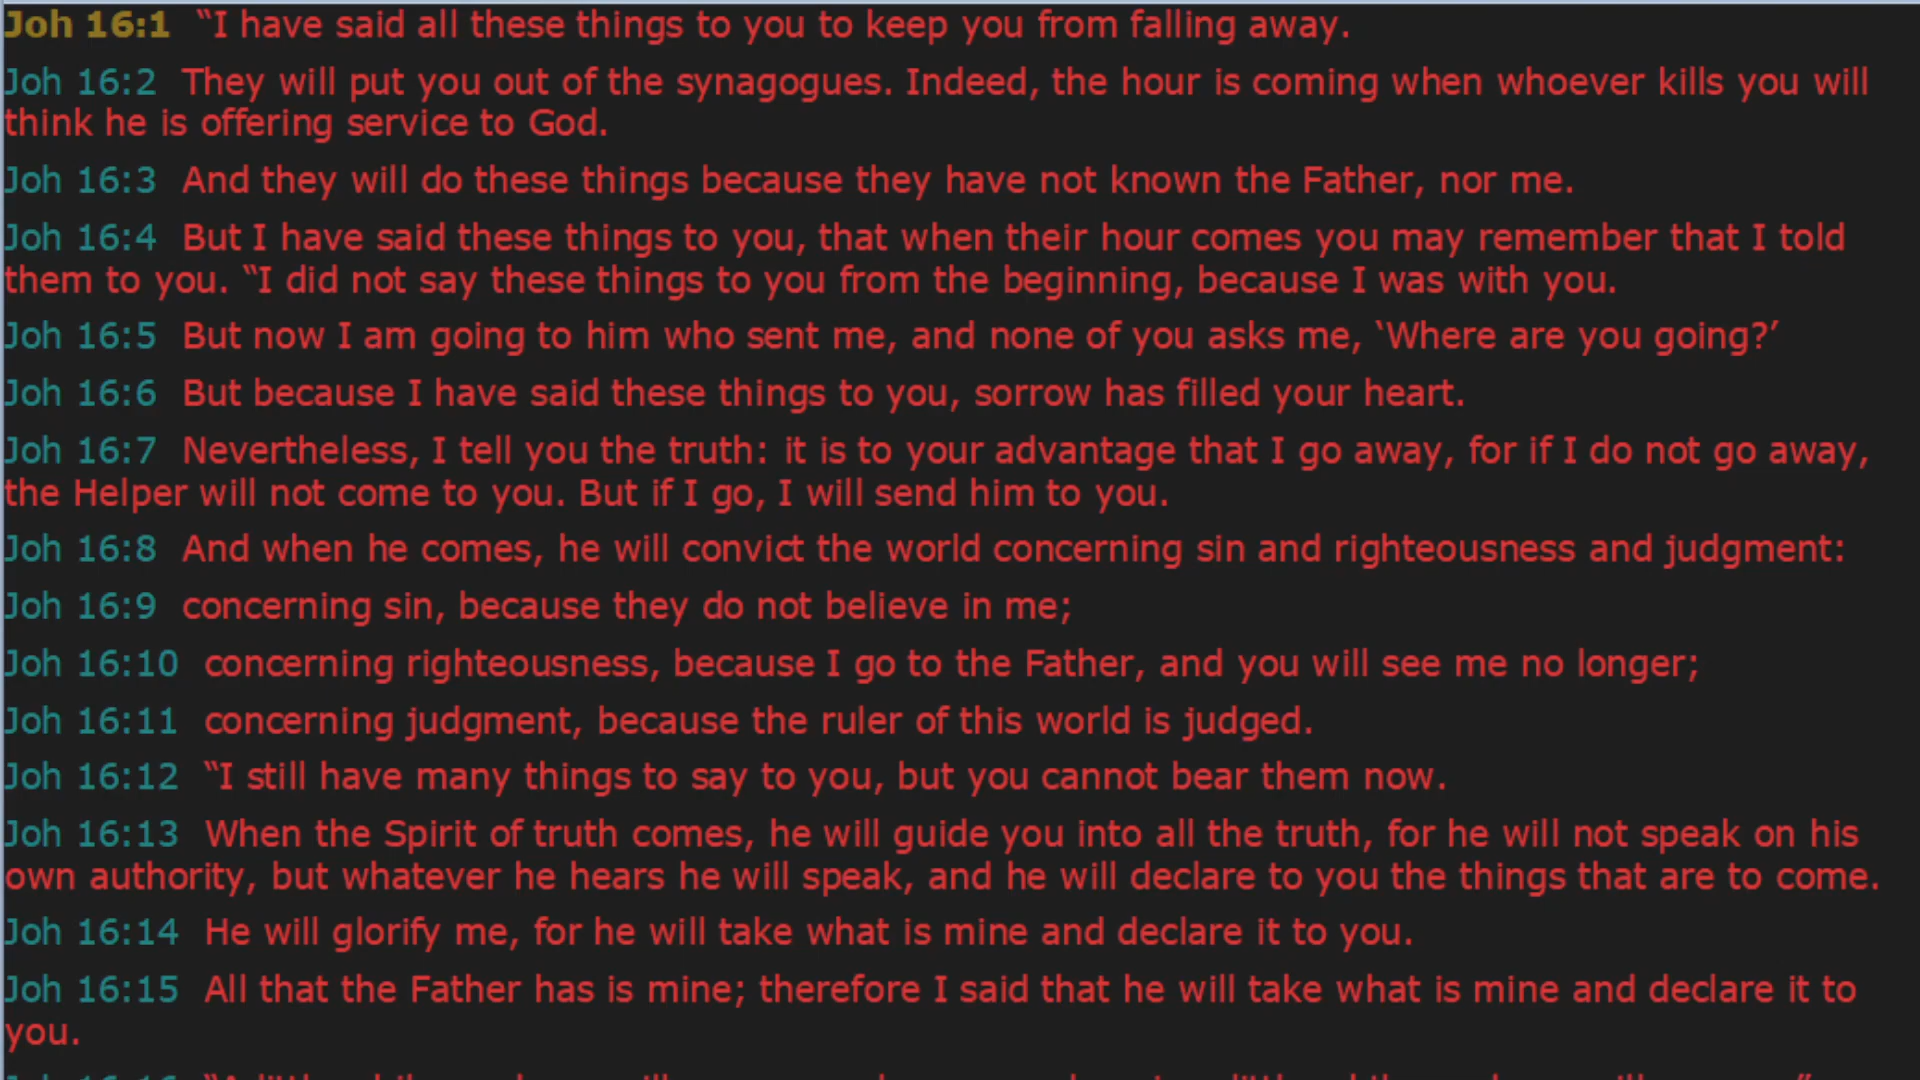 Joh 16:1 “I have said all these things to you to keep you from falling away.
Joh 16:2 They will put you out of the synagogues. Indeed, the hour is coming when whoever kills you will
think he is offering service to God.
Joh 16:3 And they will do these things because they have not known the Father, nor me.
Joh 16:4 But I have said these things to you, that when their hour comes you may remember that I told
them to you. “I did not say these things to you from the beginning, because I was with you.
Joh 16:5 But now I am going to him who sent me, and none of you asks me, ‘Where are you going?’
Joh 16:6 But because I have said these things to you, sorrow has filled your heart.
Joh 16:7 Nevertheless, I tell you the truth: it is to your advantage that I go away, for if I do not go away,
the Helper will not come to you. But if I go, I will send him to you.
Joh 16:8 And when he comes, he will convict the world concerning sin and righteousness and judgment:
Joh 16:9 concerning sin, because they do not believe in me;
Joh 16:10 concerning righteousness, because I go to the Father, and you will see me no longer;
Joh 16:11 concerning judgment, because the ruler of this world is judged.
Joh 16:12 “I still have many things to say to you, but you cannot bear them now.
Joh 16:13 When the Spirit of truth comes, he will guide you into all the truth, for he will not speak on his
own authority, but whatever he hears he will speak, and he will declare to you the things that are to come.
Joh 16:14 He will glorify me, for he will take what is mine and declare it to you.
Joh 16:15 All that the Father has is mine; therefore I said that he will take what is mine and declare it to
you.